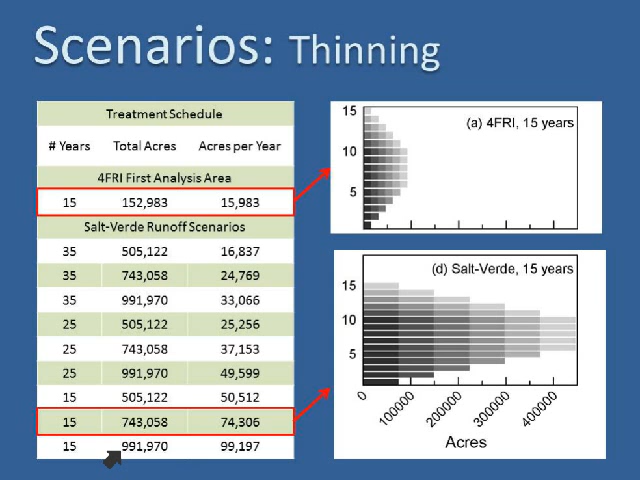 Scenarios: Thinning
Treatment Schedule
# Years Total Acres Acres per Year
4FRI First Analysis Area
15 152,983 15,983
Salt-Verde Runoff Scenarios
35 505,122 16,837
35 743,058 24,769
35 991,970 33,066
25 505,122 25,256
25 743,058 37,153
25 991,970 49,599
15 505,122 50,512
15 743,058 74,306
15 991,970 99,197
(a) 4FRI, 15 years
15
10
5
(d) Salt-Verde, 15 years
15
10
5
0 100000 200000 300000 400000
Acres